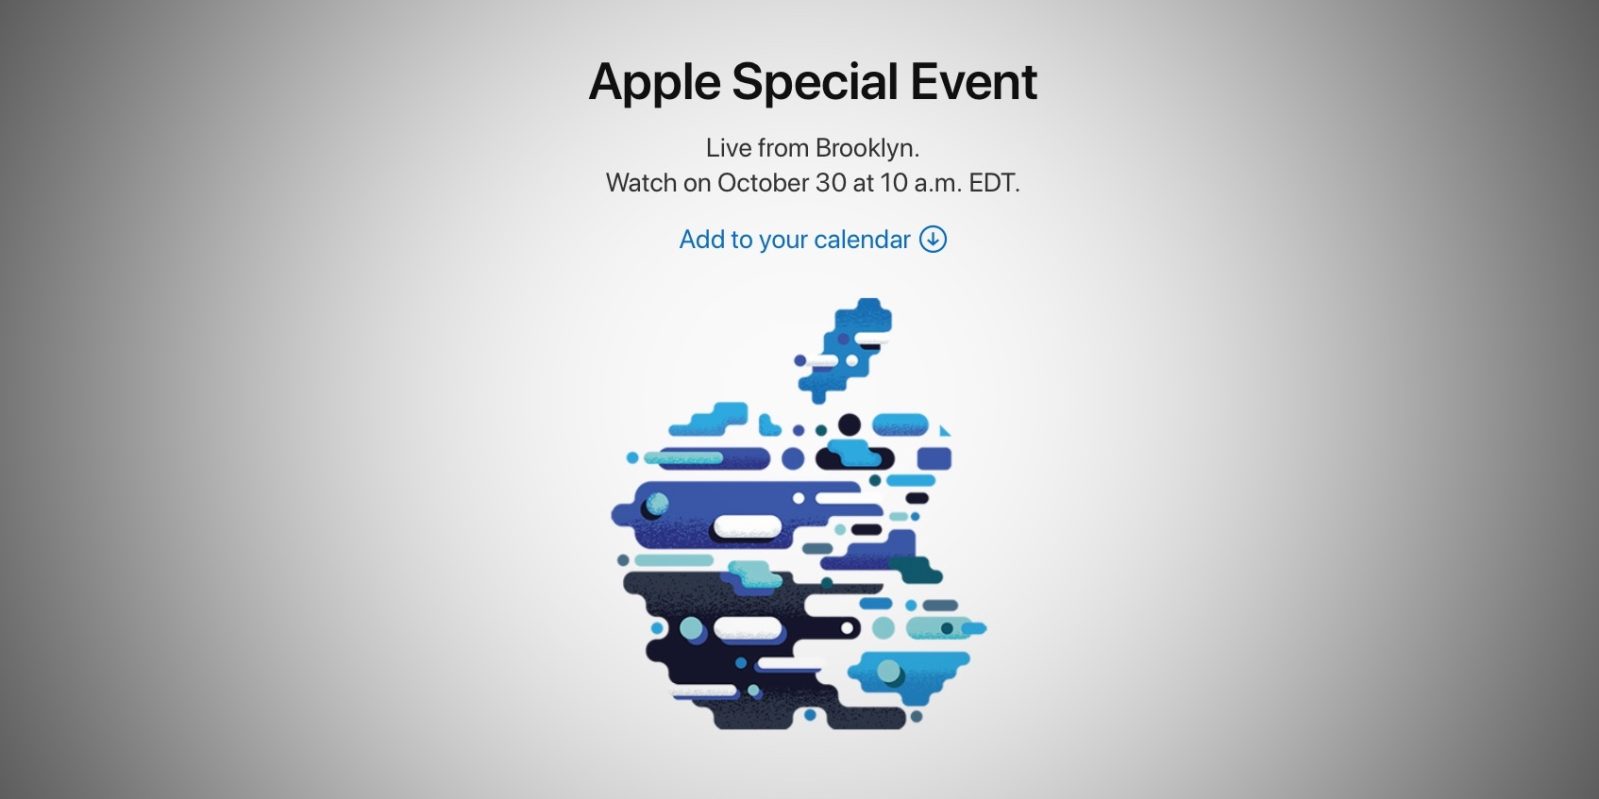 Apple Special Event
Live from Brooklyn.
Watch on October 30 at 10 a.m. EDT.
Add to your calendar